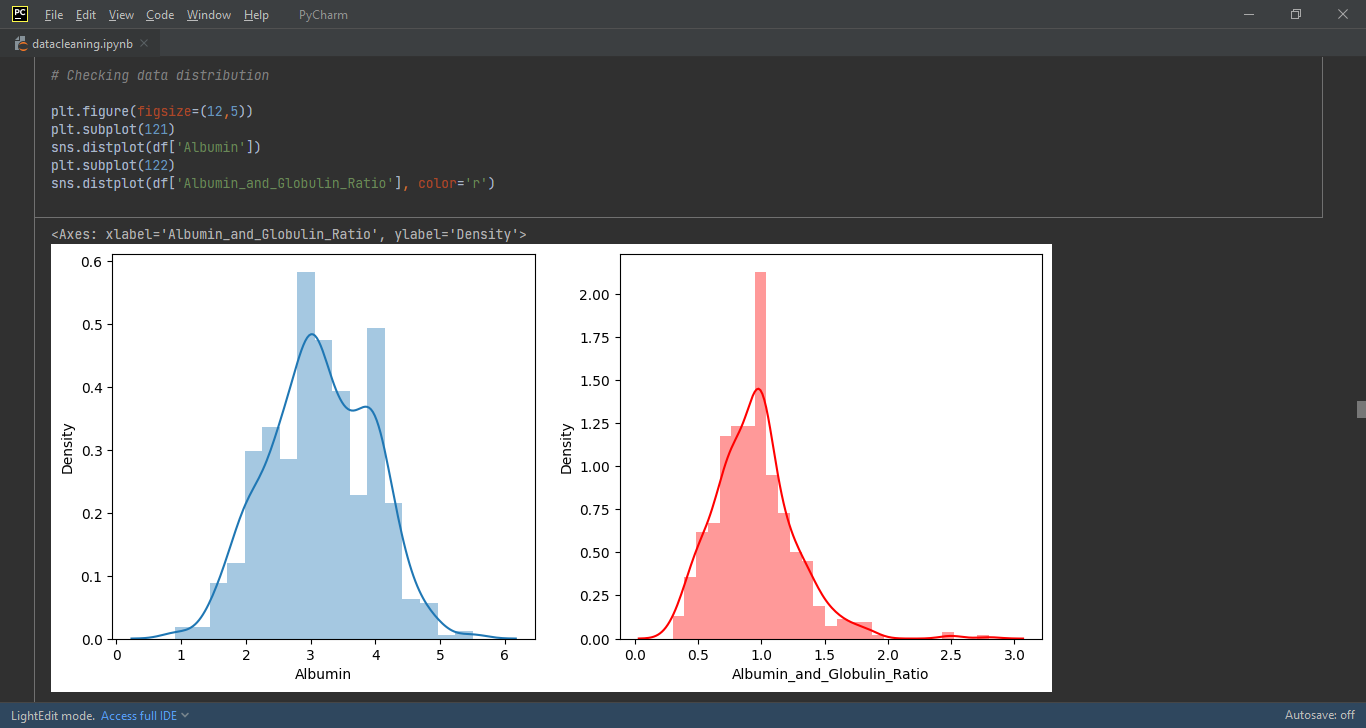 PC File Edit View Code Window Help PyCharm
datacleaning.ipynb
# Checking data distribution
plt.figure(figsize=(12,5))
plt.subplot(121)
sns.distplot(df['Albumin'])
plt.subplot(122)
sns.distplot(df['Albumin_and_Globulin_Ratio'], color='r')
<Axes: xlabel='Albumin_and_Globulin_Ratio', ylabel='Density'>
0.6
0.5
0.4
0.3
0.2
0.1
0.0
Density
0 1 2 3 4 5 6
Albumin
2.00
1.75
1.50
1.25
1.00
0.75
0.50
0.25
0.00
Density
0.0 0.5 1.0 1.5 2.0 2.5 3.0
Albumin_and_Globulin_Ratio
LightEdit mode. Access full IDE
Autosave: off